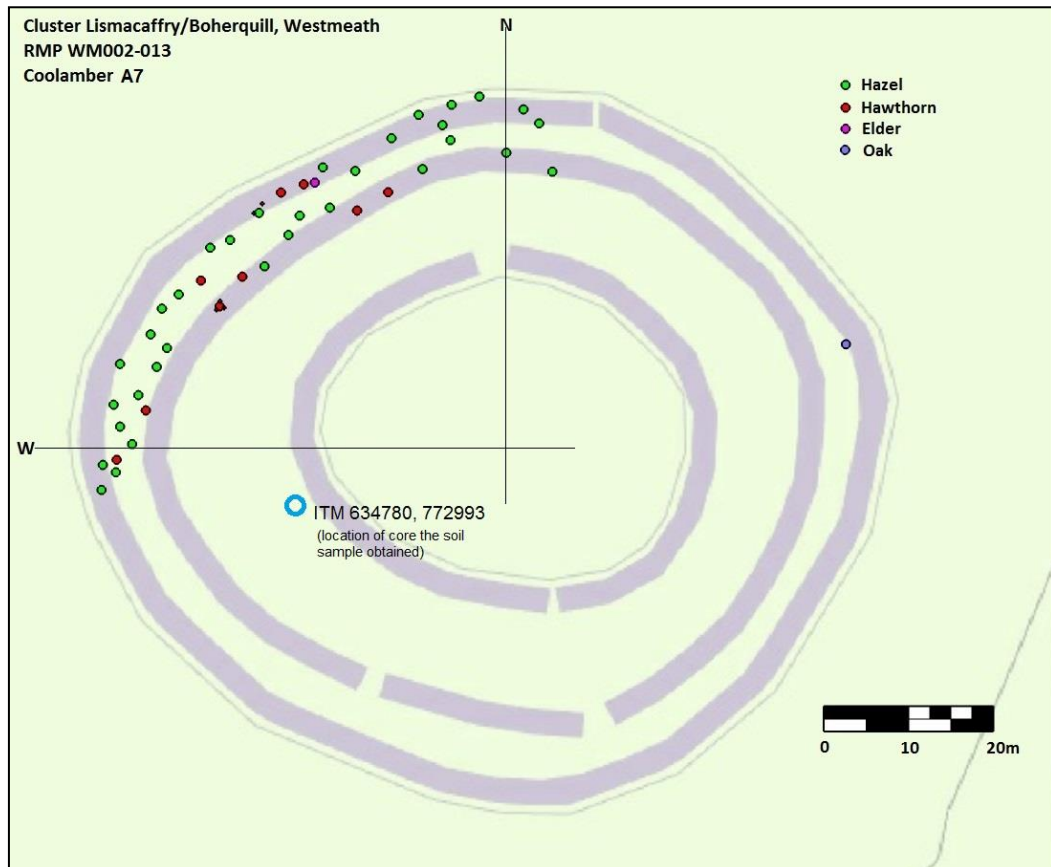 Cluster Lismacaffry/Boherquill, Westmeath
RMP WM002-013
Coolamber A7
N
Hazel
Hawthorn
Elder
Oak
W
ITM 634780, 772993
(location of core the soil
sample obtained)
0 10 20m